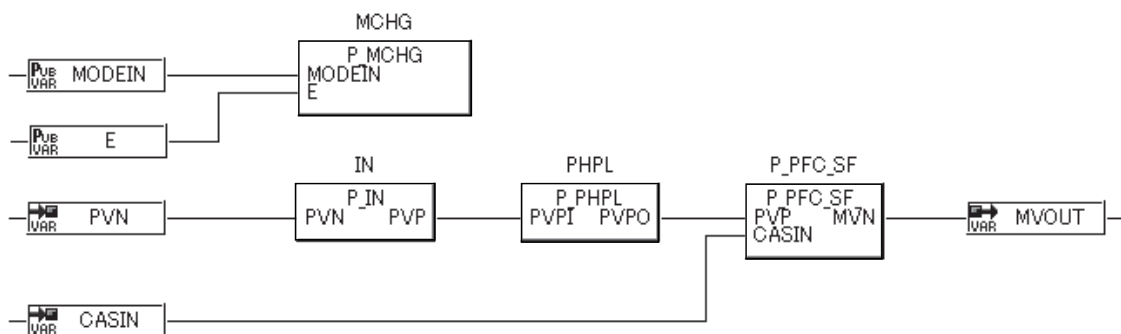 MCHG
P_MCHG
MODEIN
E
PUB VAR MODEIN
PUB VAR E
IN
PHPL
P_PFC_SF
P_IN
PVN PVP
P_PHPL
PVPI PVPO
P_PFC_SF
PVP MVN
CASIN
VAR PVN
VAR MVOUT
VAR CASIN